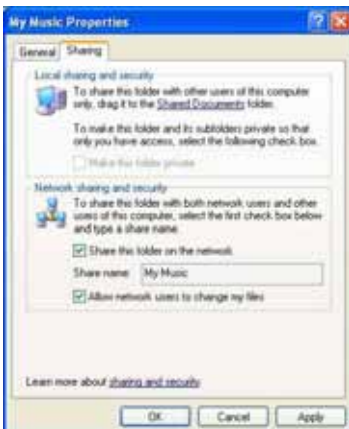 My Music Properties
General Sharing
Local sharing and security
To share this folder with other users of this computer
only, drag it to the Shared Documents folder.
To make this folder and its subfolders private so that
only you have access, select the following check box.
Make this folder private
Network sharing and security
To share this folder with both network users and other
users of this computer, select the first check box below
and type a share name.
Share this folder on the network
Share name: My Music
Allow network users to change my files
Learn more about sharing and security.
OK Cancel Apply